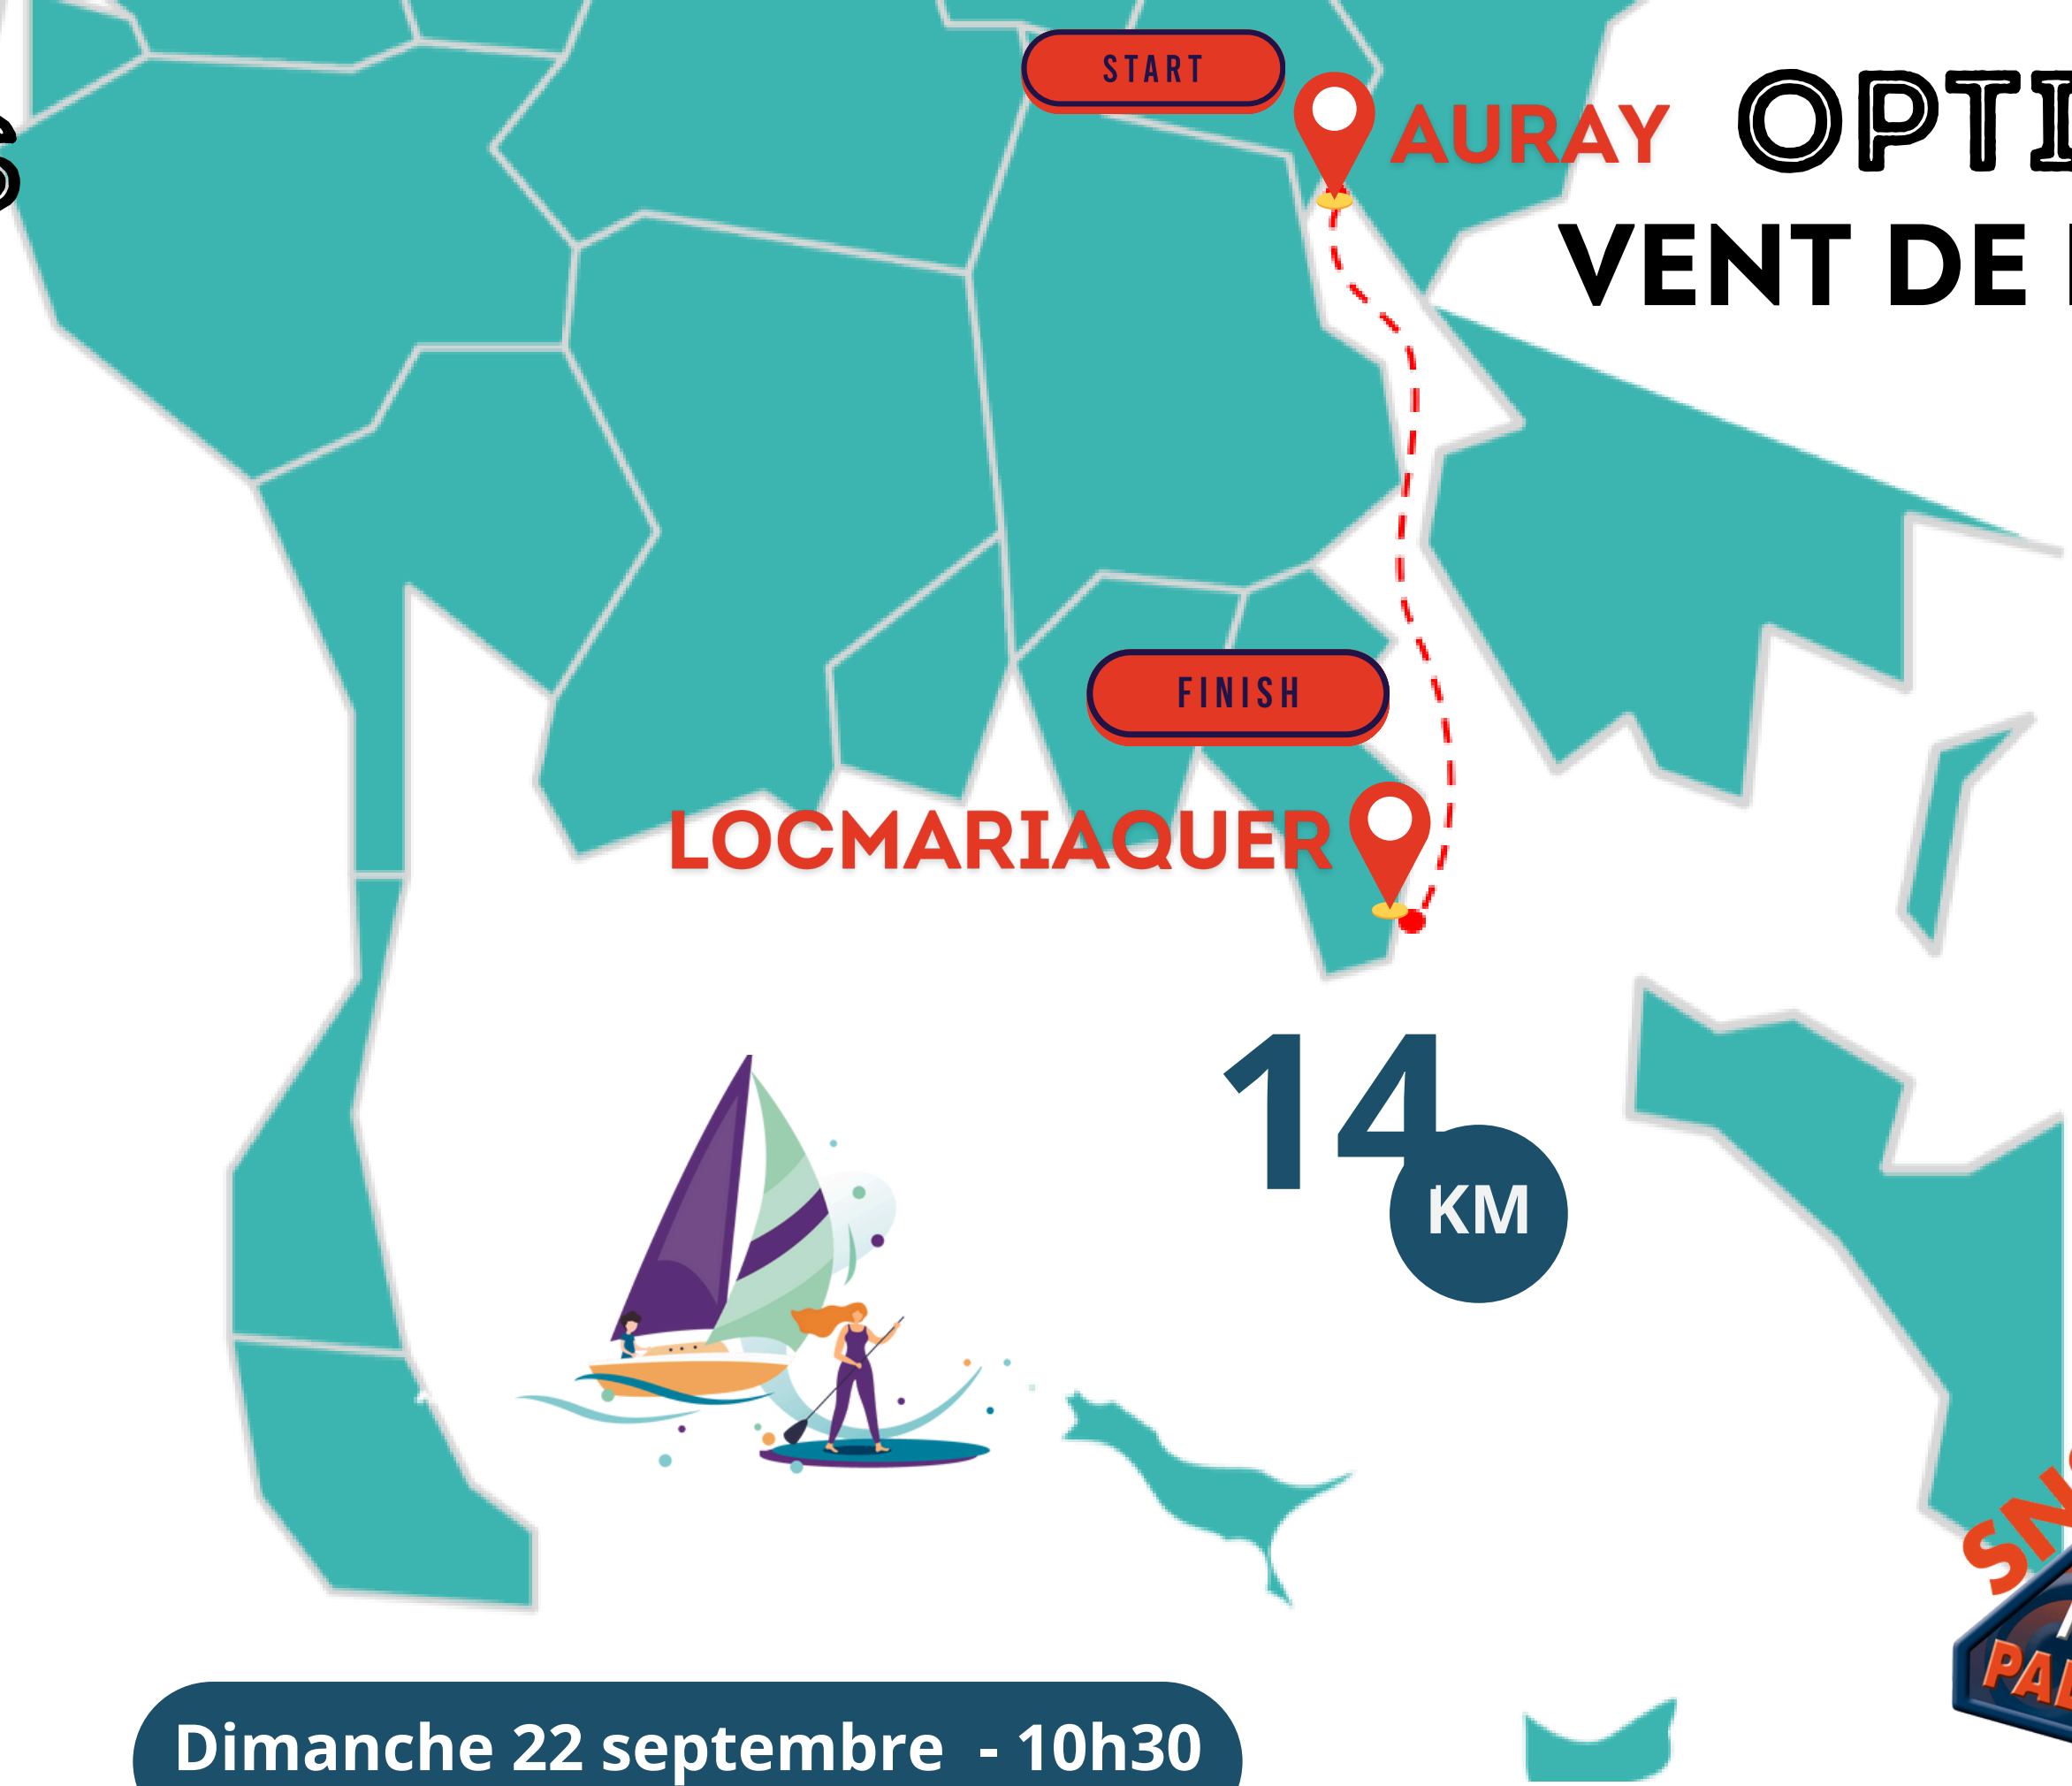 START
AURAY
VENT DE
FINISH
LOCMARIAQUER
14
KM
Dimanche 22 septembre - 10h30